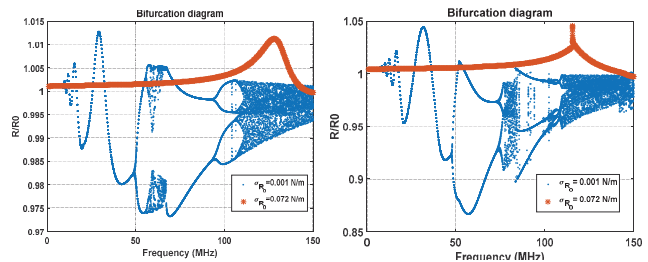 Bifurcation diagram
1.015
1.01
1.005
1
0.995
0.99
0.985
0.98
0.975
0.97
R/R0
0
50
100
150
Frequency (MHz)
σR0=0.001 N/m
σR0=0.072 N/m
Bifurcation diagram
1.05
1
0.95
0.9
0.85
R/R0
0
50
100
150
Frequency (MHz)
σR0=0.001 N/m
σR0=0.072 N/m